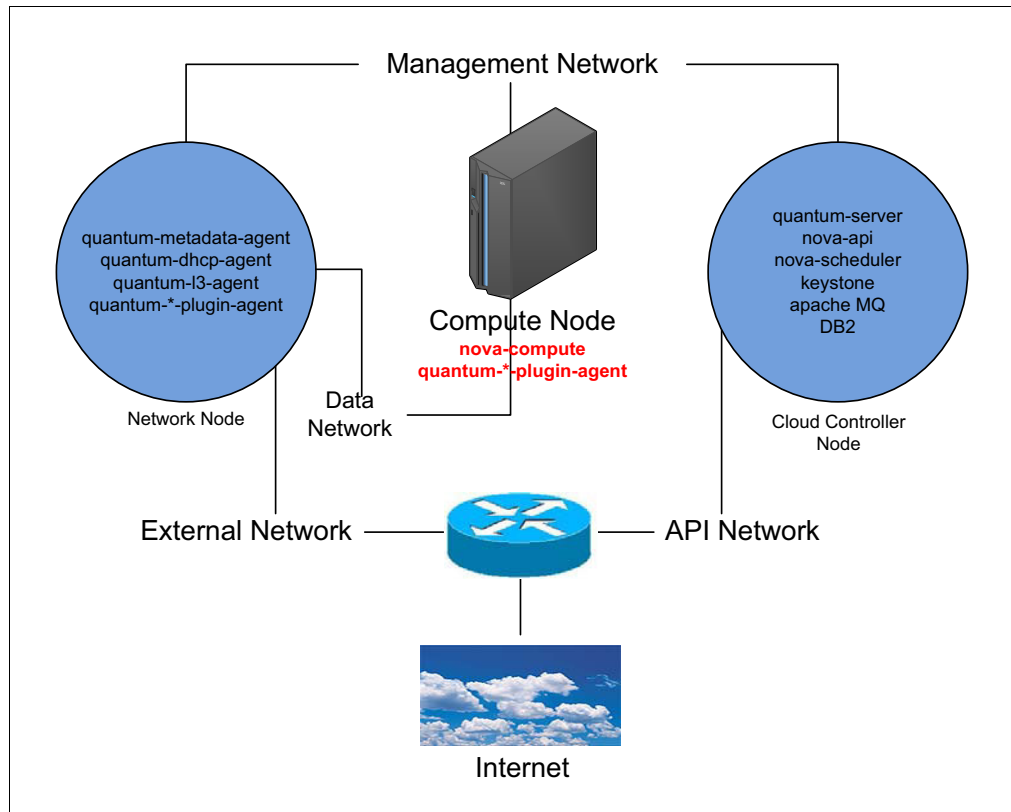 Management Network
quantum-metadata-agent
quantum-dhcp-agent
quantum-l3-agent
quantum-*-plugin-agent
Network Node
Compute Node
nova-compute
quantum-*-plugin-agent
quantum-server
nova-api
nova-scheduler
keystone
apache MQ
DB2
Cloud Controller
Node
Data
Network
External Network
API Network
Internet